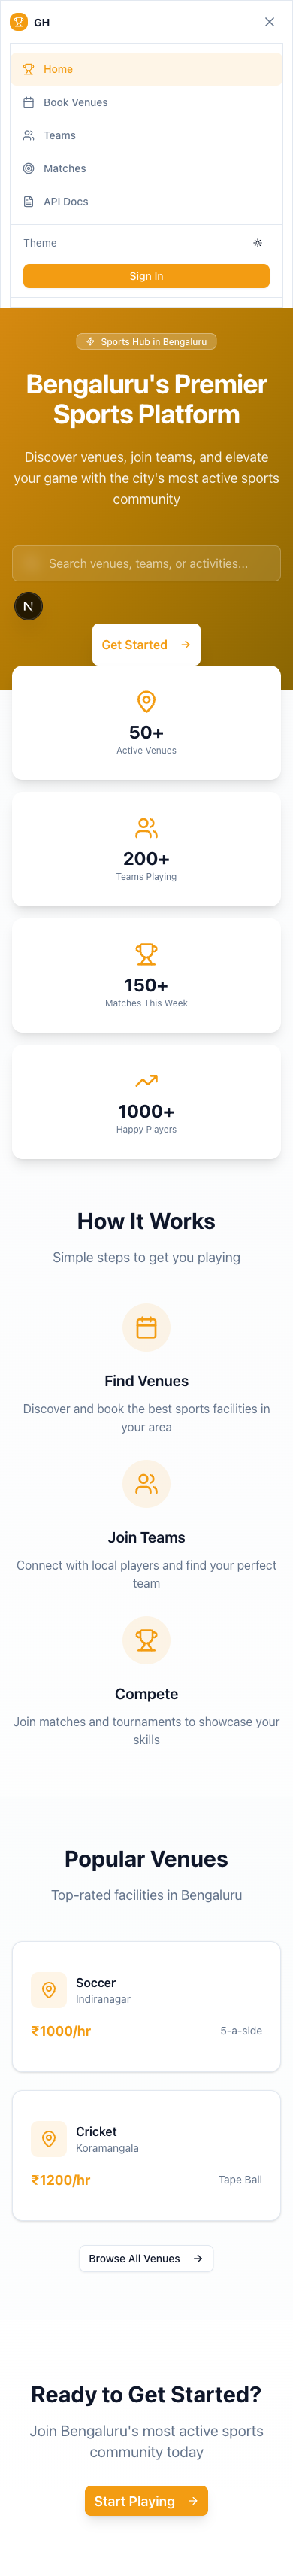 GH
Home
Book Venues
Teams
Matches
API Docs
Theme
Sign In
Sports Hub in Bengaluru
Bengaluru's Premier
Sports Platform
Discover venues, join teams, and elevate
your game with the city's most active sports
community
Search venues, teams, or activities...
N
Get Started
50+
Active Venues
200+
Teams Playing
150+
Matches This Week
1000+
Happy Players
How It Works
Simple steps to get you playing
Find Venues
Discover and book the best sports facilities in
your area
Join Teams
Connect with local players and find your perfect
team
Compete
Join matches and tournaments to showcase your
skills
Popular Venues
Top-rated facilities in Bengaluru
Soccer
Indiranagar
₹1000/hr
5-a-side
Cricket
Koramangala
₹1200/hr
Tape Ball
Browse All Venues
Ready to Get Started?
Join Bengaluru's most active sports
community today
Start Playing